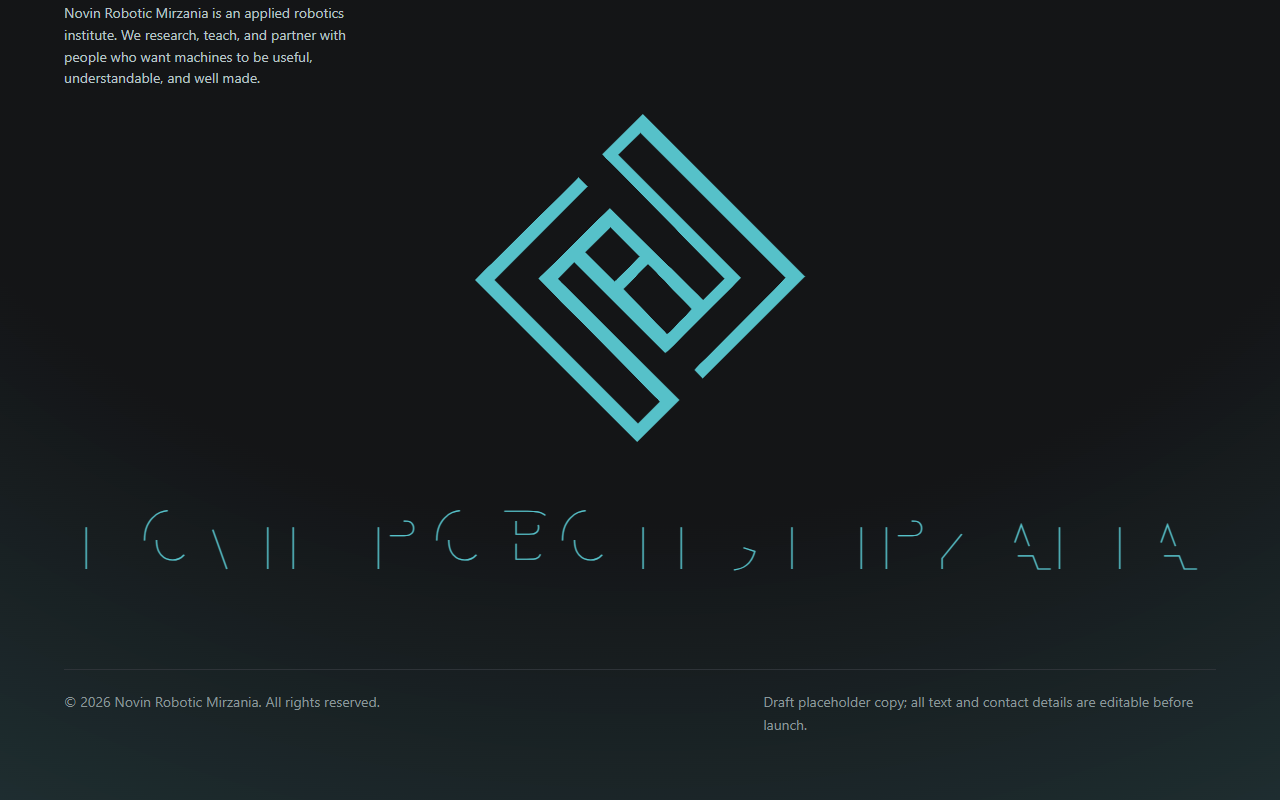 Novin Robotic Mirzania is an applied robotics
institute. We research, teach, and partner with
people who want machines to be useful,
understandable, and well made.
© 2026 Novin Robotic Mirzania. All rights reserved.
Draft placeholder copy; all text and contact details are editable before
launch.